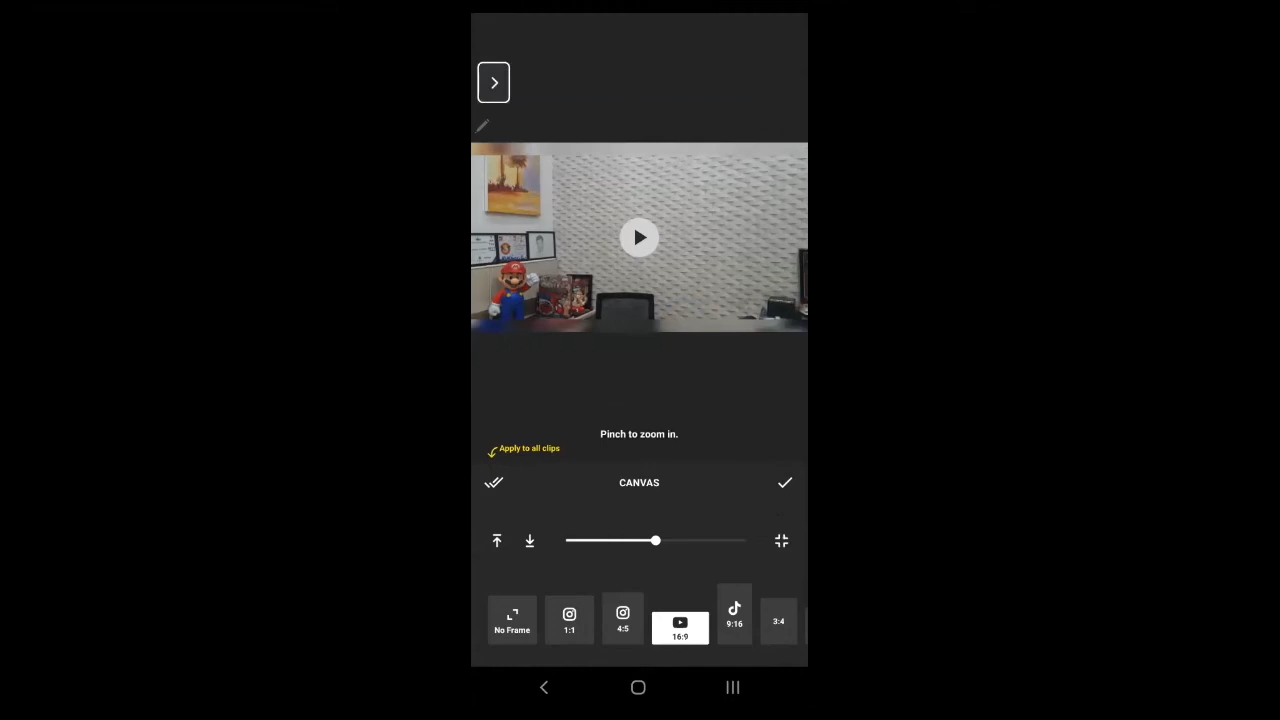 Pinch to zoom in.
Apply to all clips
CANVAS
No Frame
1:1
4:5
16:9
9:16
3:4